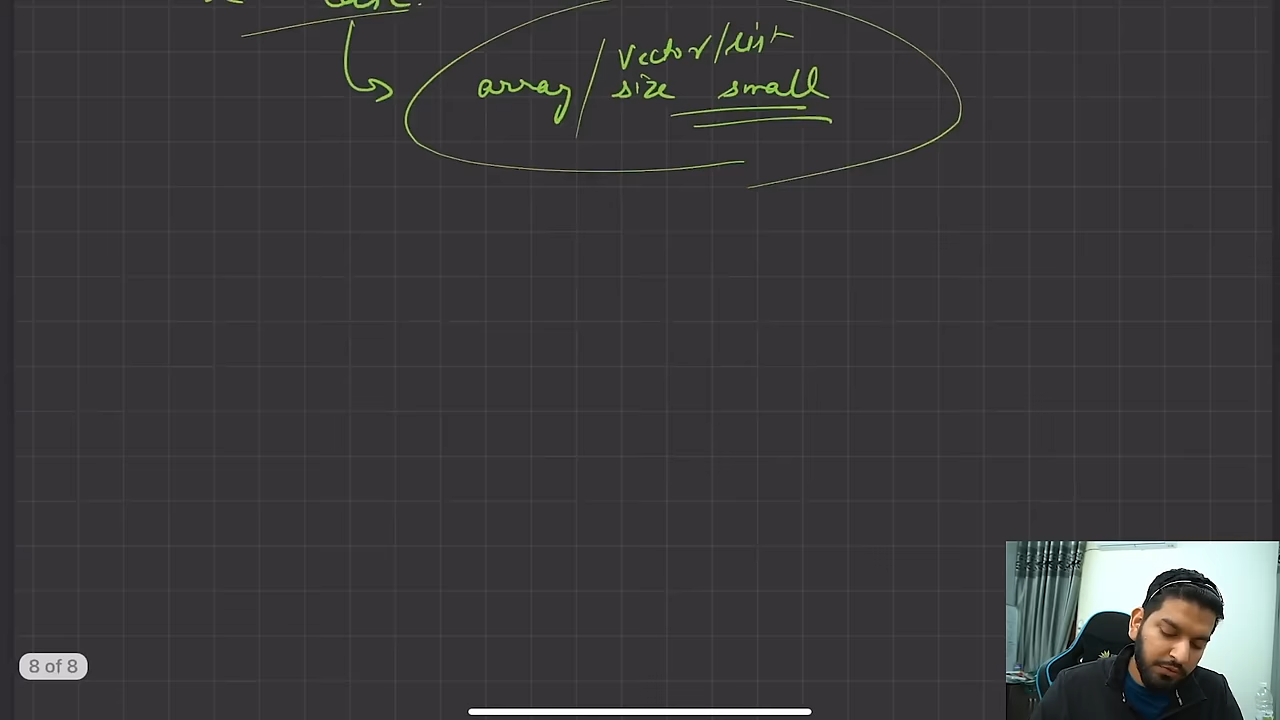 vector/list
array / size small
8 of 8